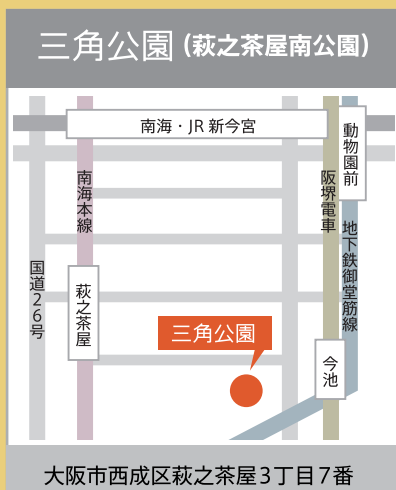 三角公園(萩之茶屋南公園)
南海・JR 新今宮
動物園前
南海本線
阪堺電車
地下鉄御堂筋線
国道26号
萩之茶屋
三角公園
今池
大阪市西成区萩之茶屋3丁目7番